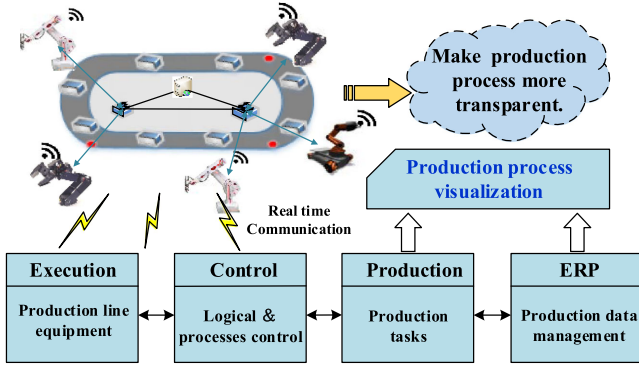 Make production
process more
transparent.
Production process
visualization
Real time
Communication
Execution
Production line
equipment
Control
Logical &
processes control
Production
Production
tasks
ERP
Production data
management